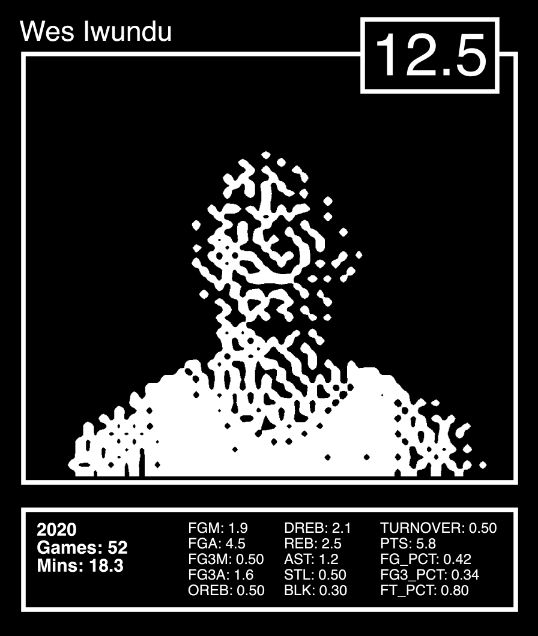 Wes Iwundu
12.5
2020
Games: 52
Mins: 18.3
FGM: 1.9
FGA: 4.5
FG3M: 0.50
FG3A: 1.6
OREB: 0.50
DREB: 2.1
REB: 2.5
AST: 1.2
STL: 0.50
BLK: 0.30
TURNOVER: 0.50
PTS: 5.8
FG_PCT: 0.42
FG3_PCT: 0.34
FT_PCT: 0.80